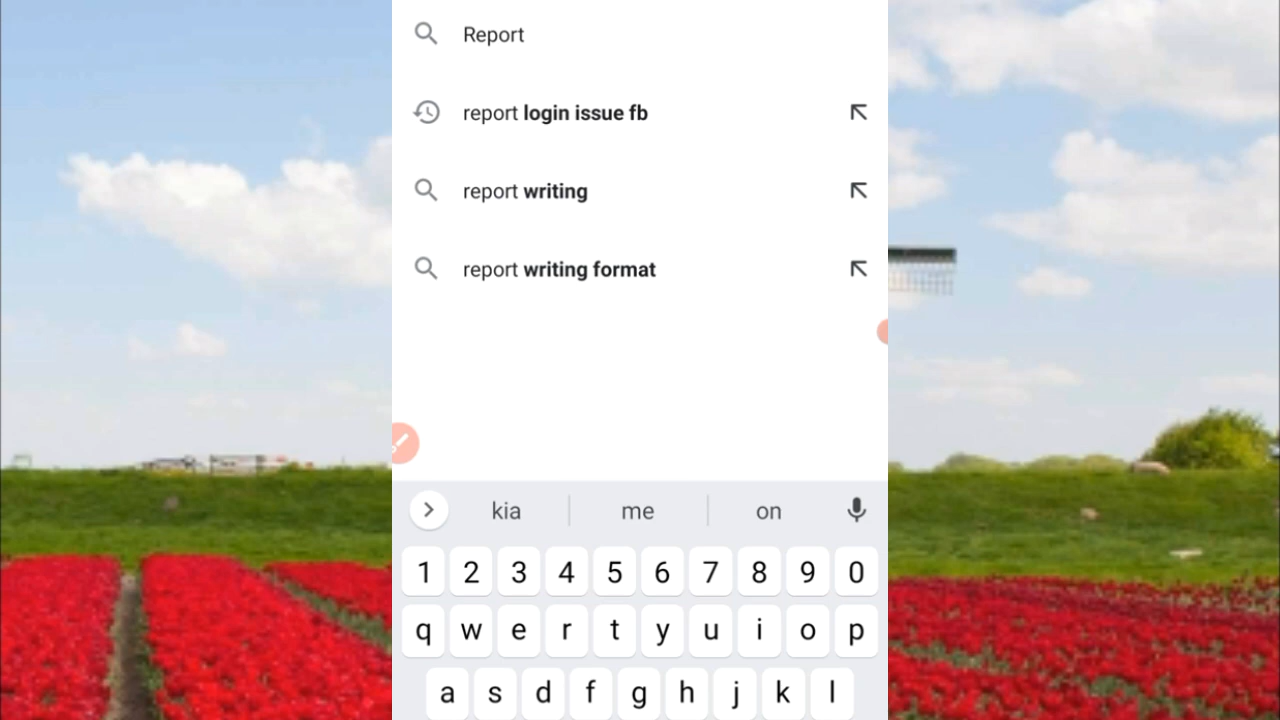 Report
report login issue fb
report writing
report writing format
kia me on
1 2 3 4 5 6 7 8 9 0
q w e r t y u i o p
a s d f g h j k l